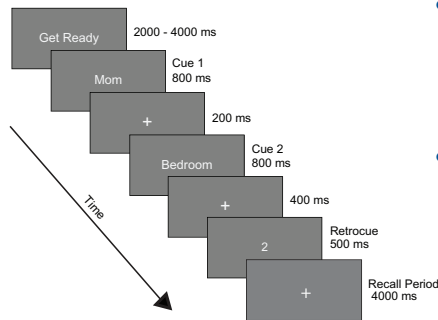 Get Ready
2000 - 4000 ms
Mom
Cue 1
800 ms
+
200 ms
Bedroom
Cue 2
800 ms
+
400 ms
2
Retrocue
500 ms
+
Recall Period
4000 ms
Time